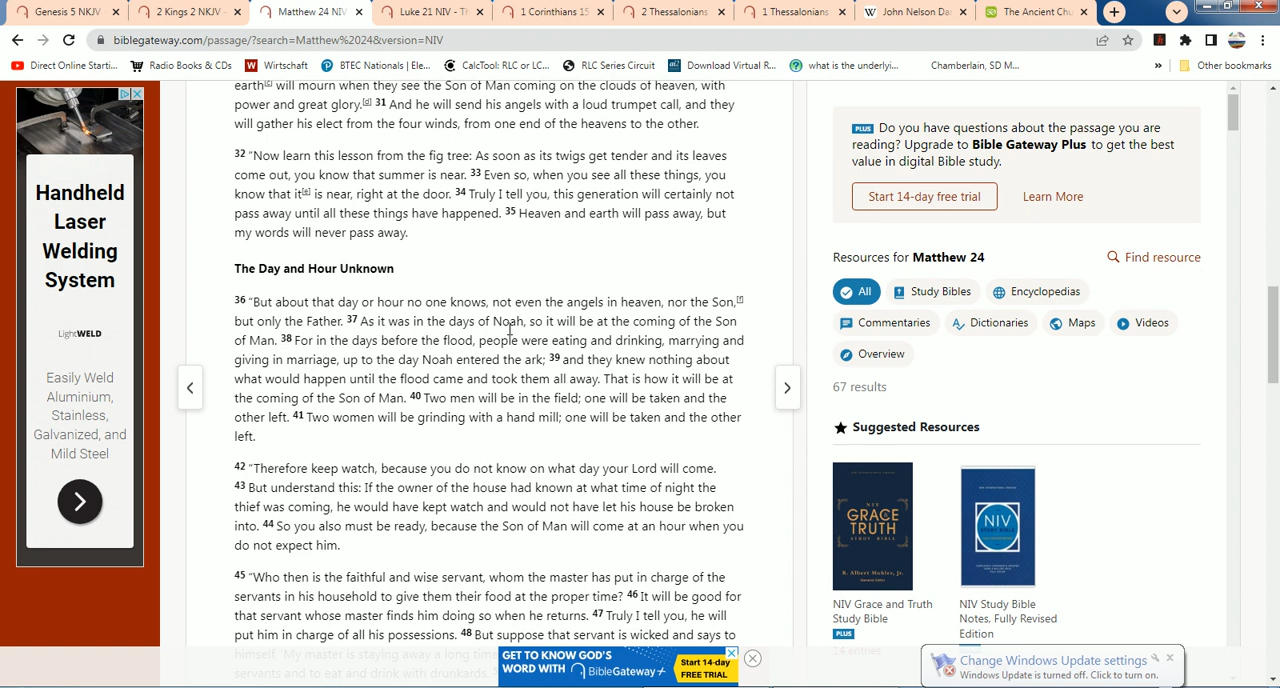 Genesis 5 NKJV
2 Kings 2 NKJV -
Matthew 24 NIV
Luke 21 NIV - Th
1 Corinthians 15
2 Thessalonians
1 Thessalonians
John Nelson Da
The Ancient Chu
biblegateway.com/passage/?search=Matthew%2024&version=NIV
Direct Online Starti...
Radio Books & CDs
Wirtschaft
BTEC Nationals | Ele...
CalcTool: RLC or LC...
RLC Series Circuit
Download Virtual R...
what is the underlyi...
Chamberlain, SD M...
»
Other bookmarks
earth[c] will mourn when they see the Son of Man coming on the clouds of heaven, with
power and great glory.[d] 31 And he will send his angels with a loud trumpet call, and they
will gather his elect from the four winds, from one end of the heavens to the other.
32 “Now learn this lesson from the fig tree: As soon as its twigs get tender and its leaves
come out, you know that summer is near. 33 Even so, when you see all these things, you
know that it[e] is near, right at the door. 34 Truly I tell you, this generation will certainly not
pass away until all these things have happened. 35 Heaven and earth will pass away, but
my words will never pass away.
The Day and Hour Unknown
36 “But about that day or hour no one knows, not even the angels in heaven, nor the Son,[f]
but only the Father. 37 As it was in the days of Noah, so it will be at the coming of the Son
of Man. 38 For in the days before the flood, people were eating and drinking, marrying and
giving in marriage, up to the day Noah entered the ark; 39 and they knew nothing about
what would happen until the flood came and took them all away. That is how it will be at
the coming of the Son of Man. 40 Two men will be in the field; one will be taken and the
other left. 41 Two women will be grinding with a hand mill; one will be taken and the other
left.
42 “Therefore keep watch, because you do not know on what day your Lord will come.
43 But understand this: If the owner of the house had known at what time of night the
thief was coming, he would have kept watch and would not have let his house be broken
into. 44 So you also must be ready, because the Son of Man will come at an hour when you
do not expect him.
45 “Who then is the faithful and wise servant, whom the master has put in charge of the
servants in his household to give them their food at the proper time? 46 It will be good for
that servant whose master finds him doing so when he returns. 47 Truly I tell you, he will
put him in charge of all his possessions. 48 But suppose that servant is wicked and says to
himself, ‘My master is staying away a long time
and to eat and drink with drunkards.
Handheld
Laser
Welding
System
LightWELD
Easily Weld
Aluminium,
Stainless,
Galvanized, and
Mild Steel
PLUS Do you have questions about the passage you are
reading? Upgrade to Bible Gateway Plus to get the best
value in digital Bible study.
Start 14-day free trial
Learn More
Resources for Matthew 24
Find resource
All
Study Bibles
Encyclopedias
Commentaries
Dictionaries
Maps
Videos
Overview
67 results
Suggested Resources
NIV
GRACE
TRUTH
STUDY BIBLE
R. Albert Mohler, Jr.
NIV
STUDY BIBLE
NIV Grace and Truth
Study Bible
PLUS
14 entries
NIV Study Bible
Notes, Fully Revised
Edition
GET TO KNOW GOD'S
WORD WITH BIBLEGATEWAY+
Start 14-day
FREE TRIAL
Change Windows Update settings
Windows Update is turned off. Click to turn on.